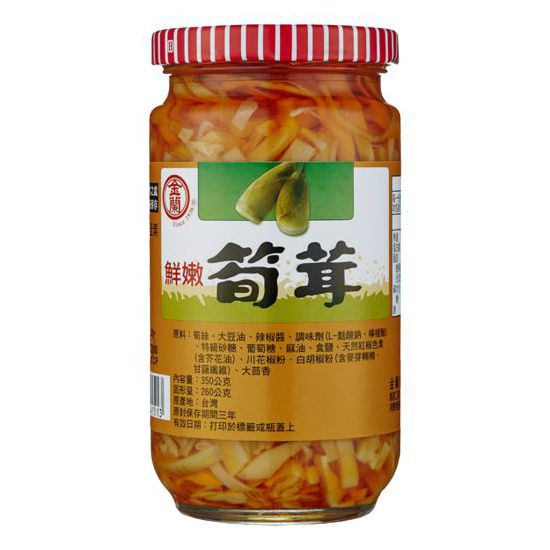 H
金蘭
Since 1936
鮮嫩
筍茸
原料：筍絲、大豆油、辣椒醬、調味劑(L-麩酸鈉、檸檬酸)
、特級砂糖、葡萄糖、麻油、食鹽、天然紅椒色素
(含芥花油)、川花椒粉、白胡椒粉(含麥芽糊精、
甘蔗纖維)、大茴香
內容量：350公克
固形量：260公克
原產地：台灣
原封保存期間三年
有效日期：打印於標籤或瓶蓋上